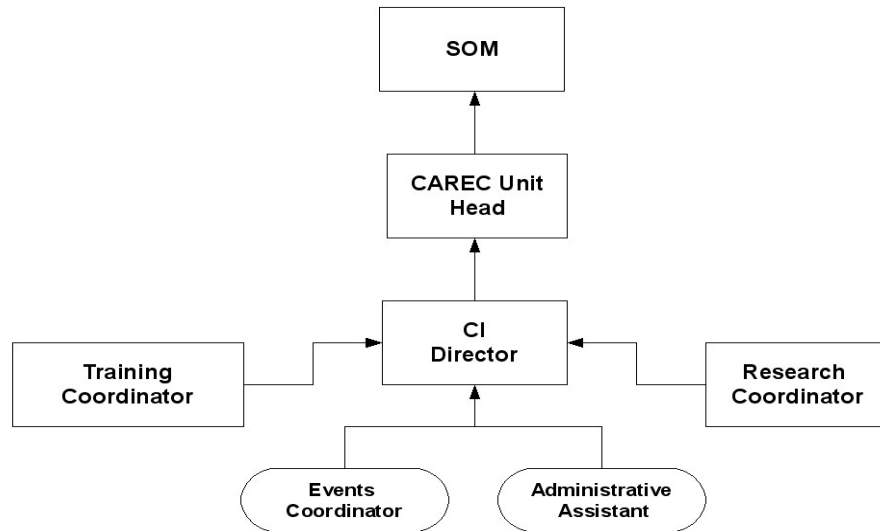 SOM
CAREC Unit
Head
CI
Director
Training
Coordinator
Research
Coordinator
Events
Coordinator
Administrative
Assistant